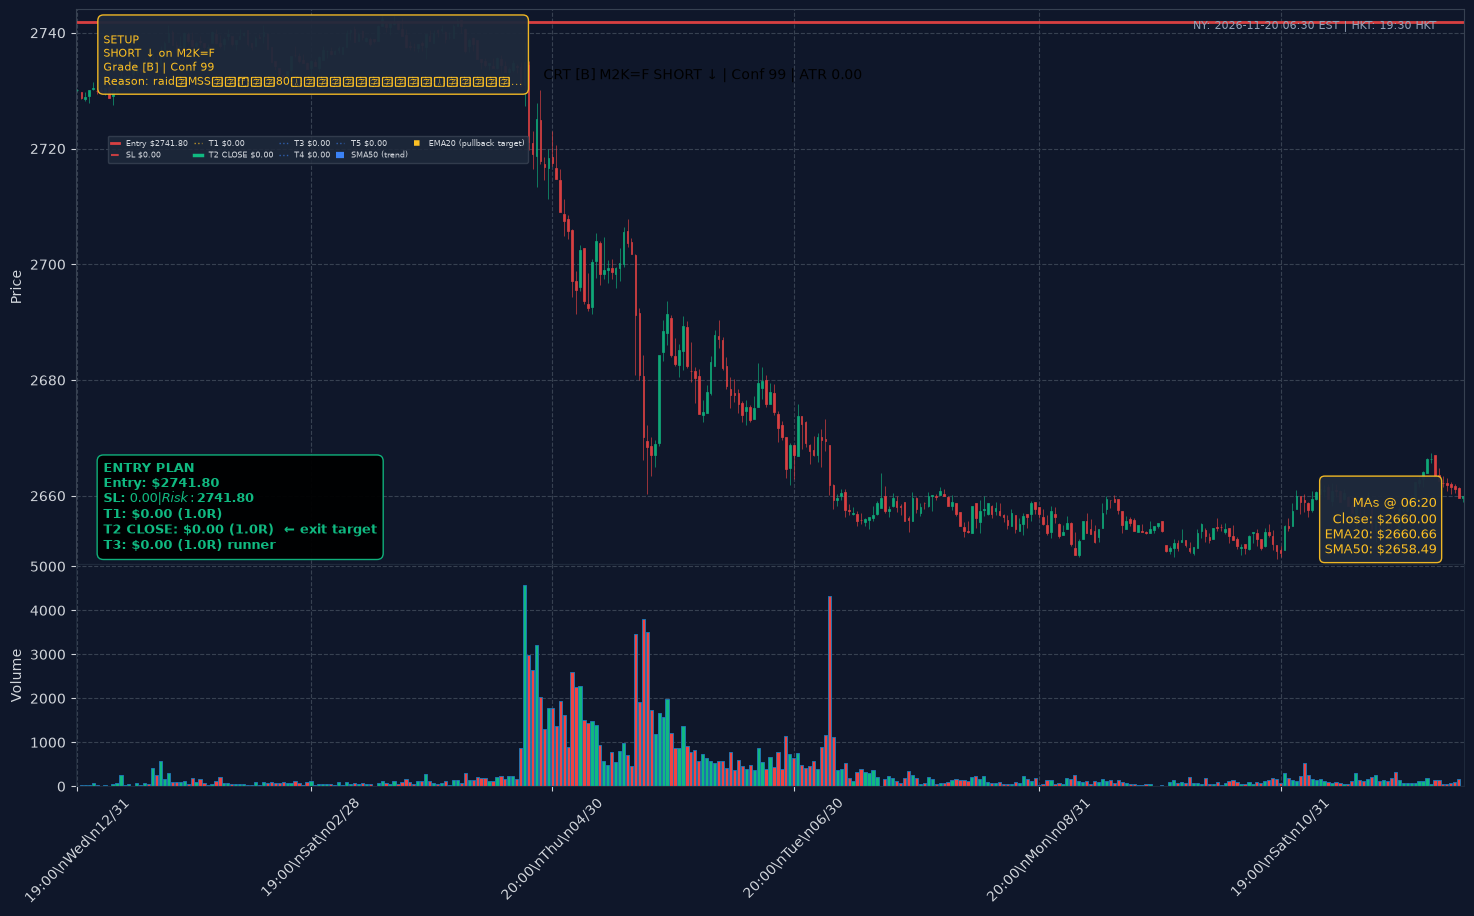 NY: 2026-11-20 06:30 EST | HKT: 19:30 HKT
SETUP
SHORT ↓ on M2K=F
Grade [B] | Conf 99
Reason: raid MSS 80 ...
CRT [B] M2K=F SHORT ↓ | Conf 99 | ATR 0.00
Entry $2741.80
SL $0.00
T1 $0.00
T2 CLOSE $0.00
T3 $0.00
T4 $0.00
T5 $0.00
SMA50 (trend)
EMA20 (pullback target)
Price
2740
2720
2700
2680
2660
ENTRY PLAN
Entry: $2741.80
SL: 0.00|Risk:2741.80
T1: $0.00 (1.0R)
T2 CLOSE: $0.00 (1.0R) ← exit target
T3: $0.00 (1.0R) runner
MAs @ 06:20
Close: $2660.00
EMA20: $2660.66
SMA50: $2658.49
Volume
5000
4000
3000
2000
1000
0
19:00\nWed\n12/31
19:00\nSat\n02/28
20:00\nThu\n04/30
20:00\nTue\n06/30
20:00\nMon\n08/31
19:00\nSat\n10/31